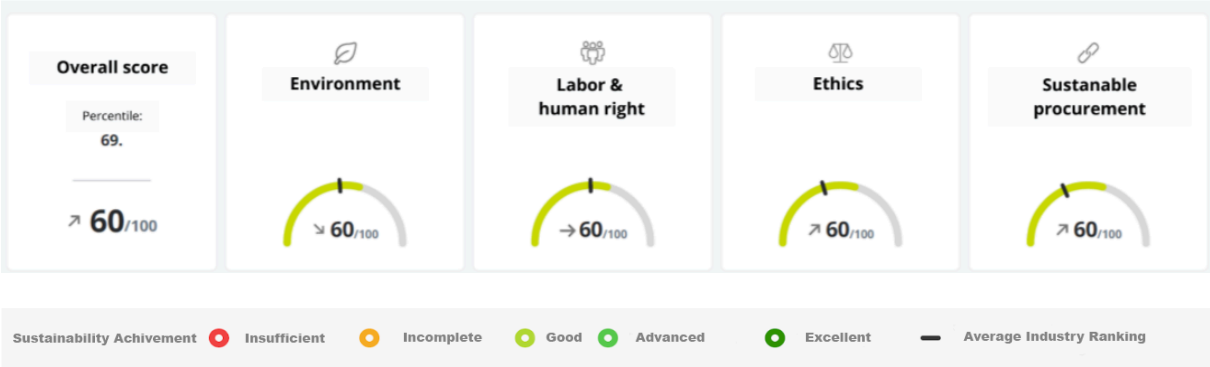 Overall score
Percentile:
69.
60/100
Environment
60/100
Labor &
human right
60/100
Ethics
60/100
Sustanable
procurement
60/100
Sustainability Achivement Insufficient Incomplete Good Advanced Excellent Average Industry Ranking